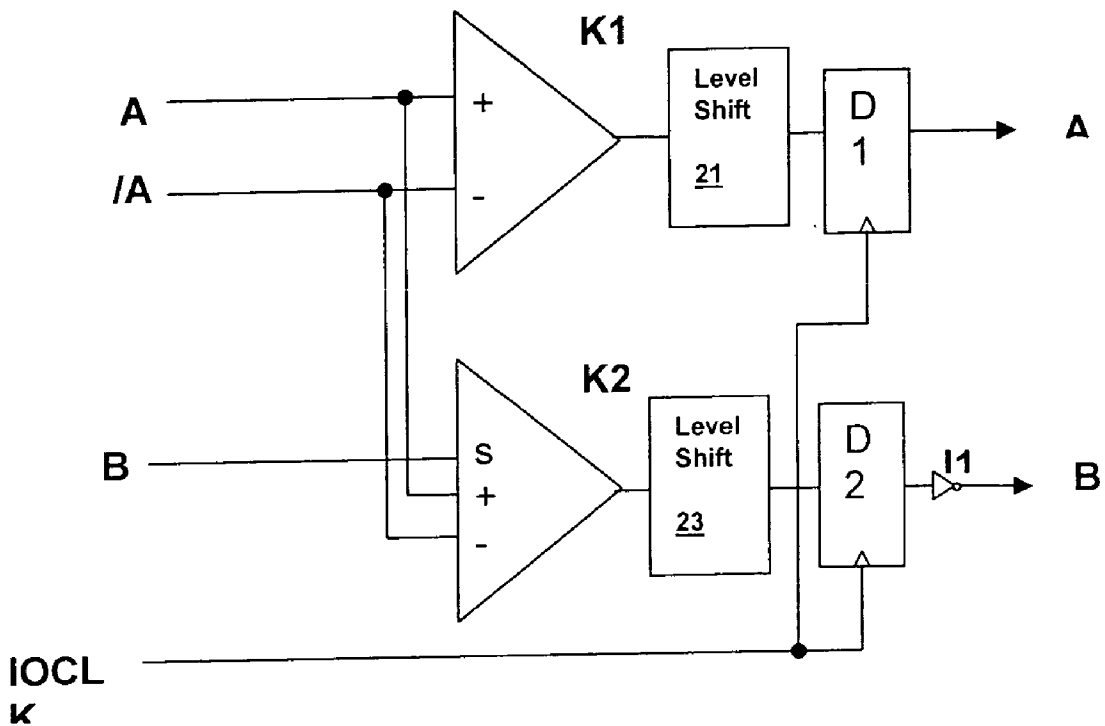 K1
Level
Shift
21
D
1
A
+
A
/A
-
K2
Level
Shift
23
D
2
I1
B
B
S
+
-
IOCL
K